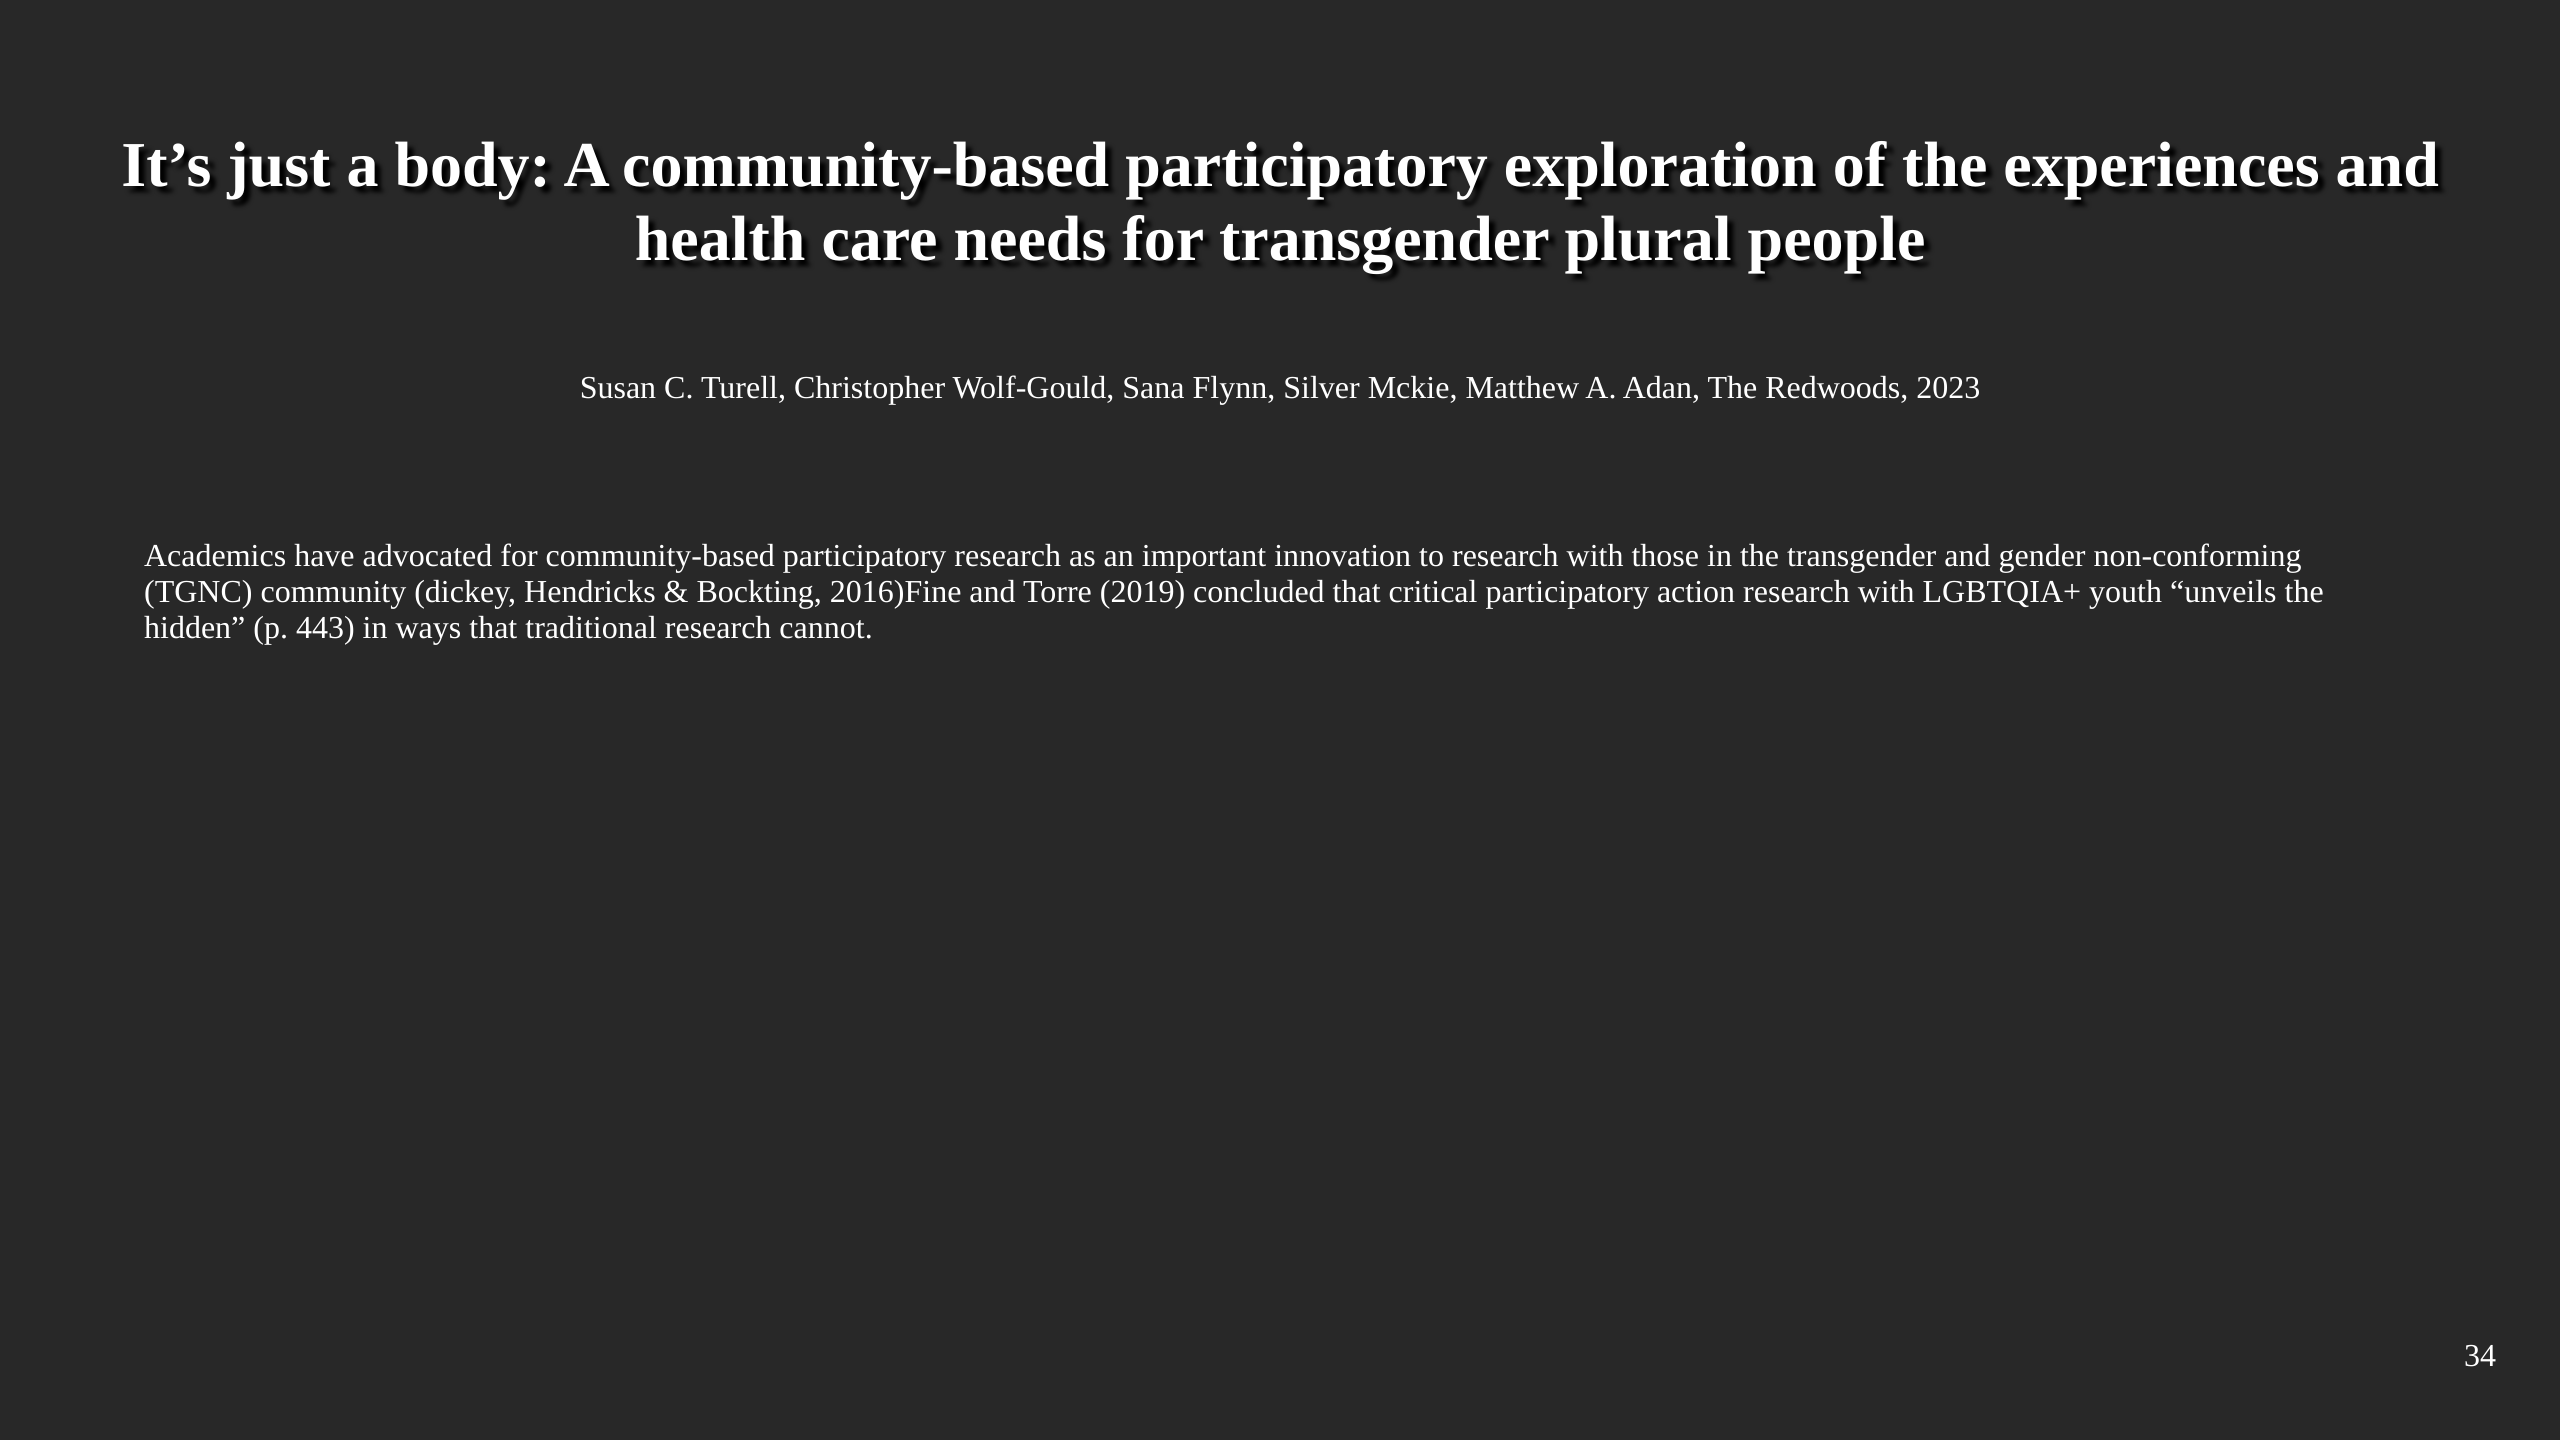 It’s just a body: A community-based participatory exploration of the experiences and
health care needs for transgender plural people
Susan C. Turell, Christopher Wolf-Gould, Sana Flynn, Silver Mckie, Matthew A. Adan, The Redwoods, 2023
Academics have advocated for community-based participatory research as an important innovation to research with those in the transgender and gender non-conforming
(TGNC) community (dickey, Hendricks & Bockting, 2016)Fine and Torre (2019) concluded that critical participatory action research with LGBTQIA+ youth “unveils the
hidden” (p. 443) in ways that traditional research cannot.
34